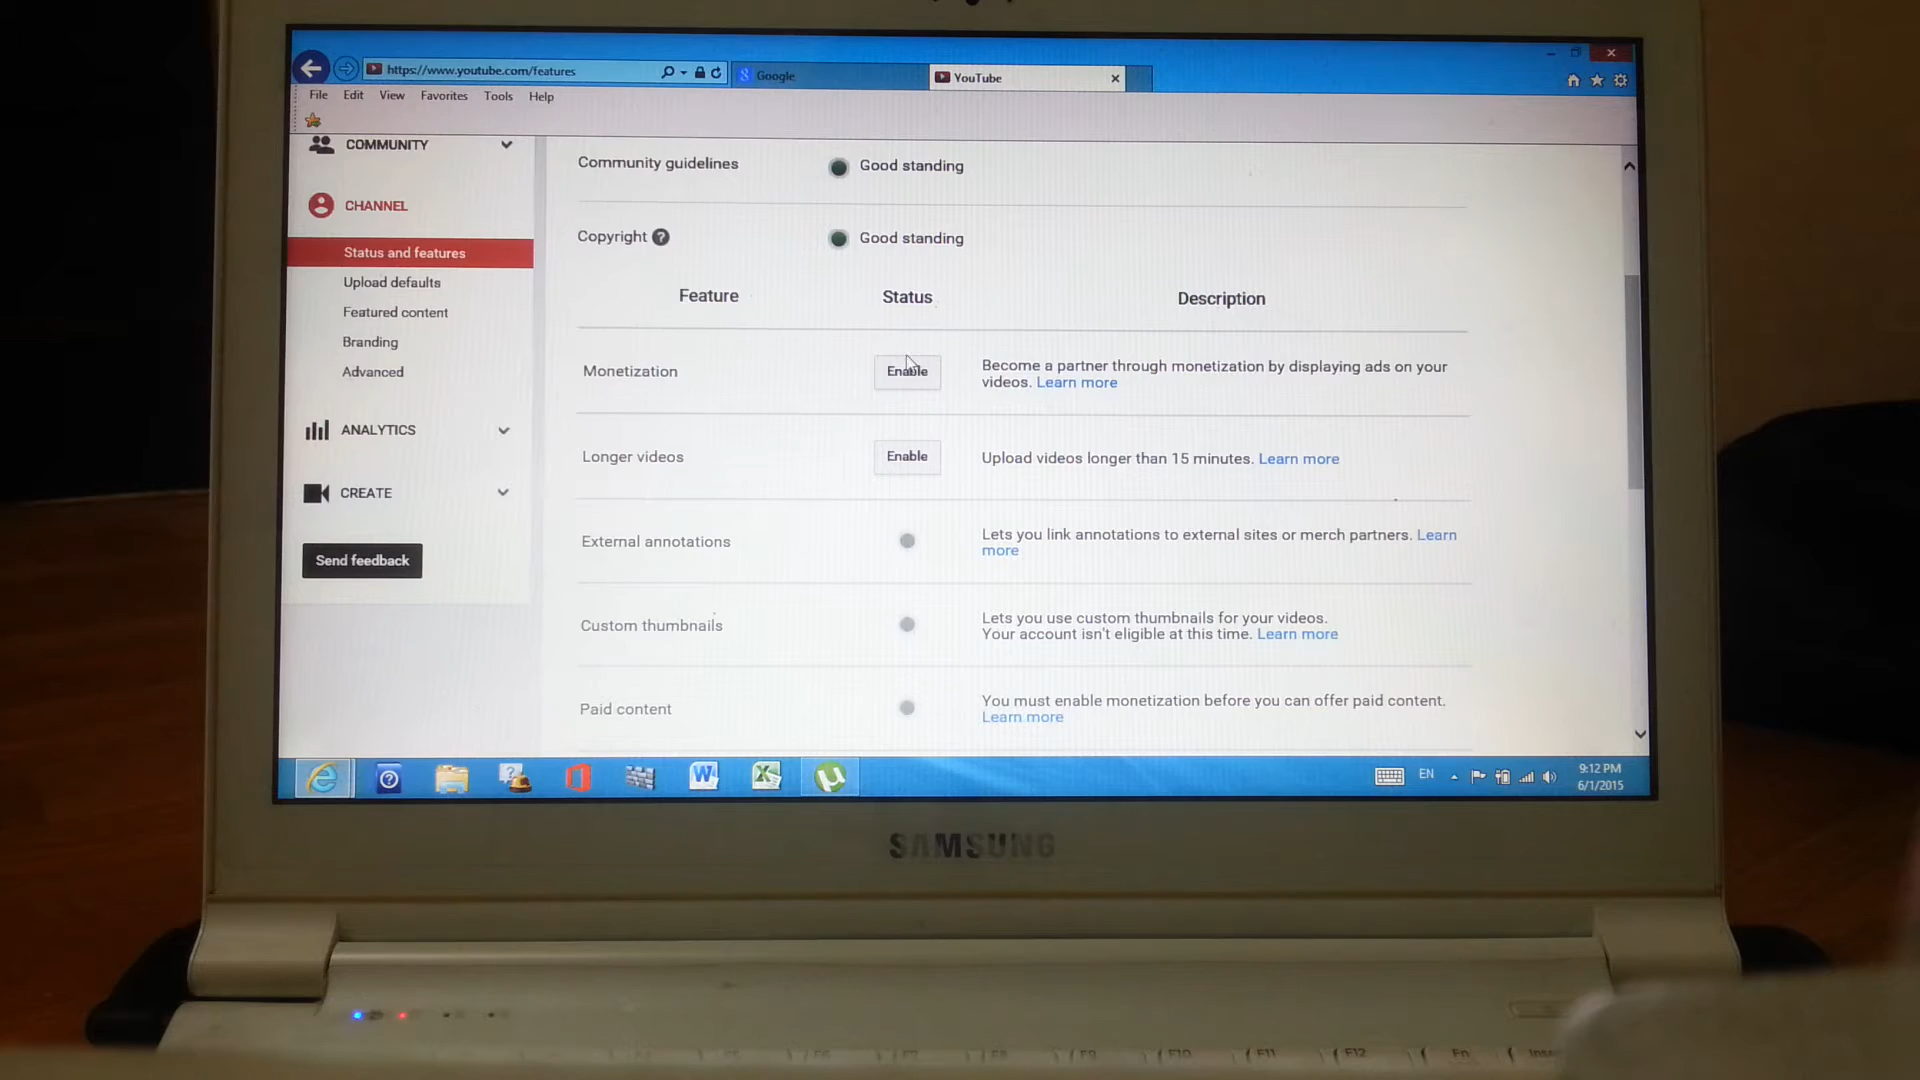 https://www.youtube.com/features
Google
YouTube
File Edit View Favorites Tools Help
COMMUNITY
CHANNEL
Status and features
Upload defaults
Featured content
Branding
Advanced
ANALYTICS
CREATE
Send feedback
Community guidelines Good standing
Copyright ? Good standing
Feature Status Description
Monetization Enable Become a partner through monetization by displaying ads on your
videos. Learn more
Longer videos Enable Upload videos longer than 15 minutes. Learn more
External annotations Lets you link annotations to external sites or merch partners. Learn
more
Custom thumbnails Lets you use custom thumbnails for your videos.
Your account isn't eligible at this time. Learn more
Paid content You must enable monetization before you can offer paid content.
Learn more
EN
9:12 PM
6/1/2015
SAMSUNG
F9 F10 F11 F12 Fn